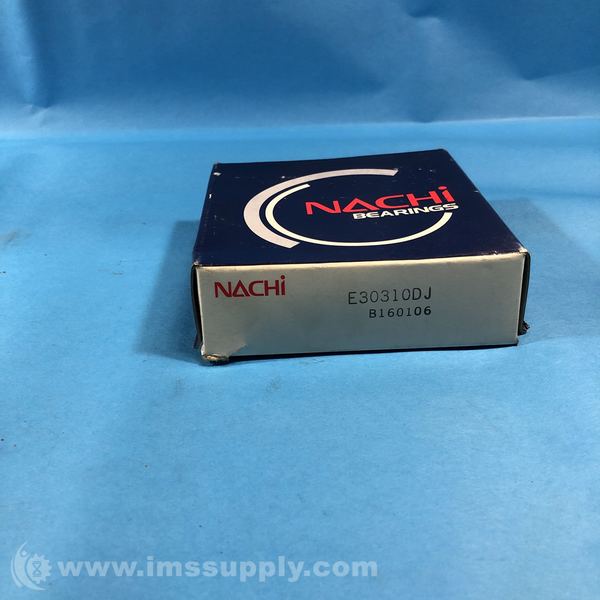 NACHi
BEARINGS
NACHi
E30310DJ
B160106
www.imssupply.com